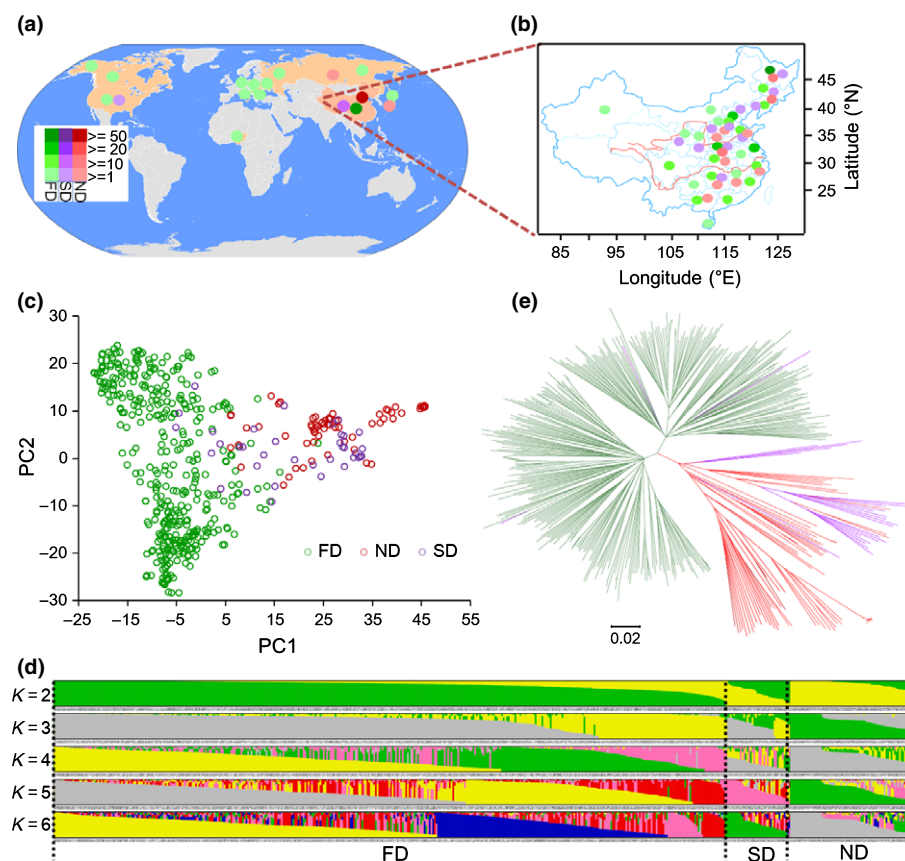 (a)
>= 50
>= 20
>=10
>=1
FD
SD
ND
(b)
45
40
35
30
25
Latitude (°N)
85
95
105
115
125
Longitude (°E)
(c)
30
20
10
0
−10
−20
−30
PC2
−25
−15
−5
5
15
25
35
45
55
PC1
FD ND SD
(e)
0.02
(d)
K = 2
K = 3
K = 4
K = 5
K = 6
FD SD ND